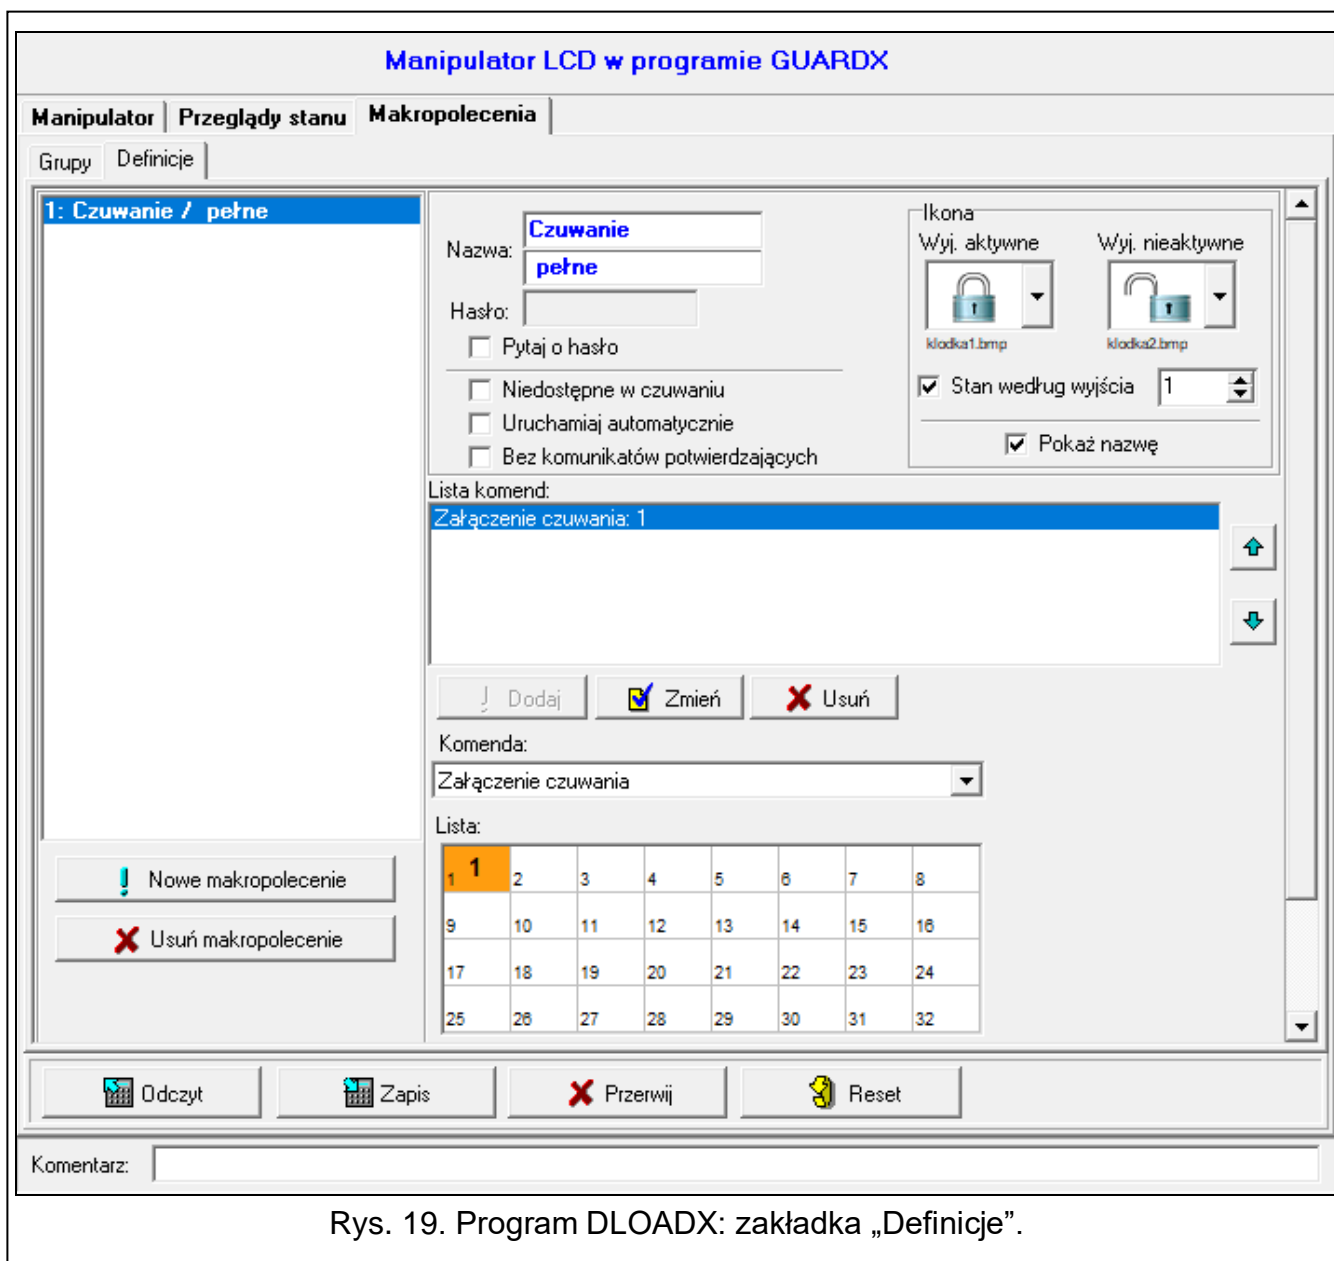 Manipulator LCD w programie GUARDX
Manipulator Przeglądy stanu Makropolecenia
Grupy Definicje
1: Czuwanie / pełne
Nazwa: Czuwanie
pełne
Hasło:
Pytaj o hasło
Niedostępne w czuwaniu
Uruchamiaj automatycznie
Bez komunikatów potwierdzających
Ikona
Wyj. aktywne Wyj. nieaktywne
klodka1.bmp klodka2.bmp
Stan według wyjścia 1
Pokaż nazwę
Lista komend:
Załączenie czuwania: 1
Dodaj Zmień Usuń
Komenda:
Załączenie czuwania
Lista:
1 1 2 3 4 5 6 7 8
9 10 11 12 13 14 15 16
17 18 19 20 21 22 23 24
25 26 27 28 29 30 31 32
Nowe makropolecenie
Usuń makropolecenie
Odczyt Zapis Przerwij Reset
Komentarz:
Rys. 19. Program DLOADX: zakładka „Definicje”.